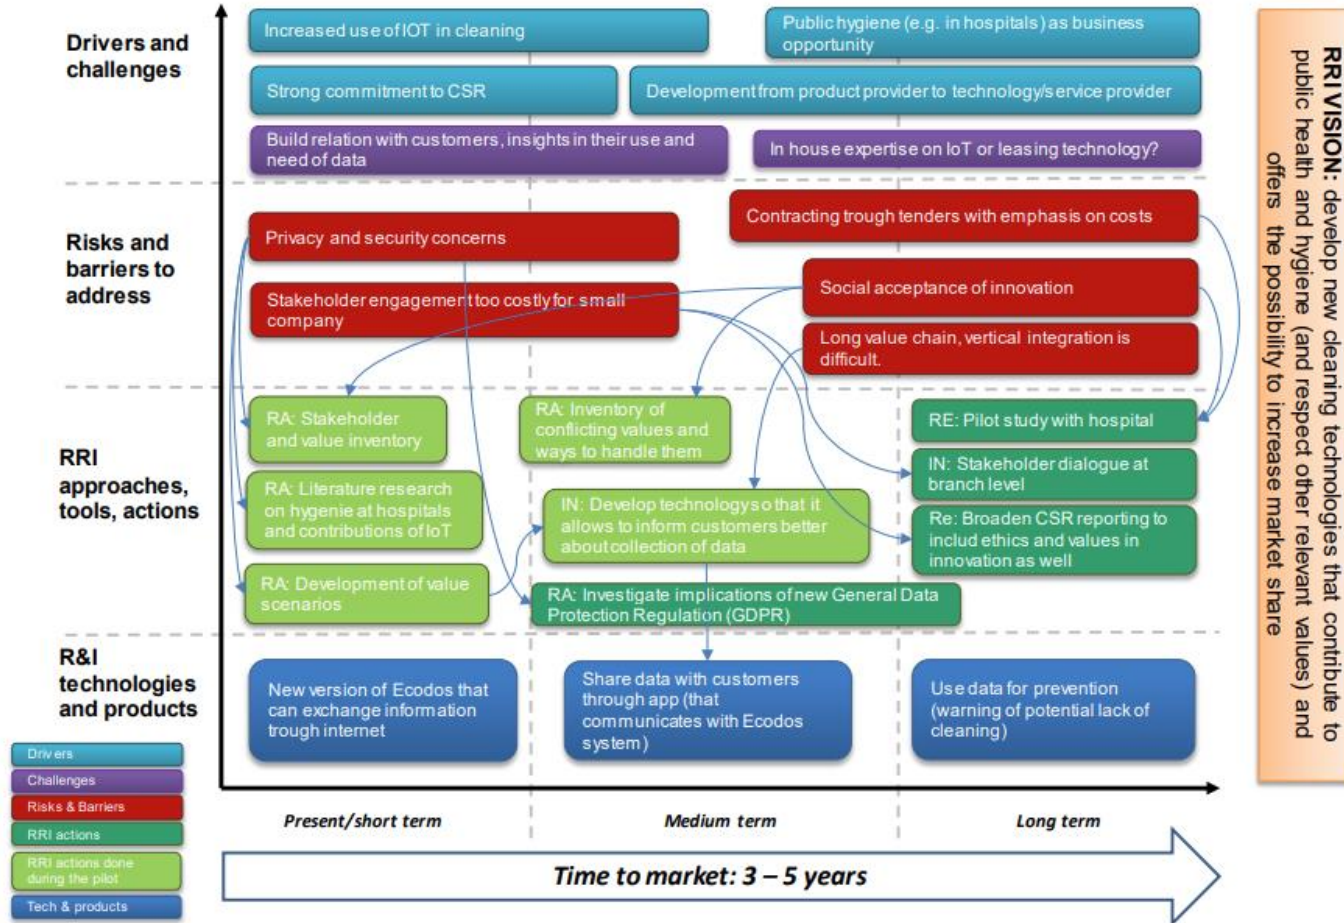 Drivers and
challenges
Increased use of IOT in cleaning
Public hygiene (e.g. in hospitals) as business
opportunity
Strong commitment to CSR
Development from product provider to technology/service provider
Build relation with customers, insights in their use and
need of data
In house expertise on IoT or leasing technology?
Risks and
barriers to
address
Privacy and security concerns
Contracting trough tenders with emphasis on costs
Stakeholder engagement too costly for small
company
Social acceptance of innovation
Long value chain, vertical integration is
difficult.
RRI
approaches,
tools, actions
RA: Stakeholder
and value inventory
RA: Inventory of
conflicting values and
ways to handle them
RE: Pilot study with hospital
IN: Stakeholder dialogue at
branch level
RA: Literature research
on hygenie at hospitals
and contributions of IoT
IN: Develop technology so that it
allows to inform customers better
about collection of data
Re: Broaden CSR reporting to
includ ethics and values in
innovation as well
RA: Development of value
scenarios
RA: Investigate implications of new General Data
Protection Regulation (GDPR)
R&I
technologies
and products
New version of Ecodos that
can exchange information
trough internet
Share data with customers
through app (that
communicates with Ecodos
system)
Use data for prevention
(warning of potential lack of
cleaning)
Drivers
Challenges
Risks & Barriers
RRI actions
RRI actions done
during the pilot
Tech & products
Present/short term
Medium term
Long term
Time to market: 3 – 5 years
RRI VISION: develop new cleaning technologies that contribute to
public health and hygiene (and respect other relevant values) and
offers the possibility to increase market share